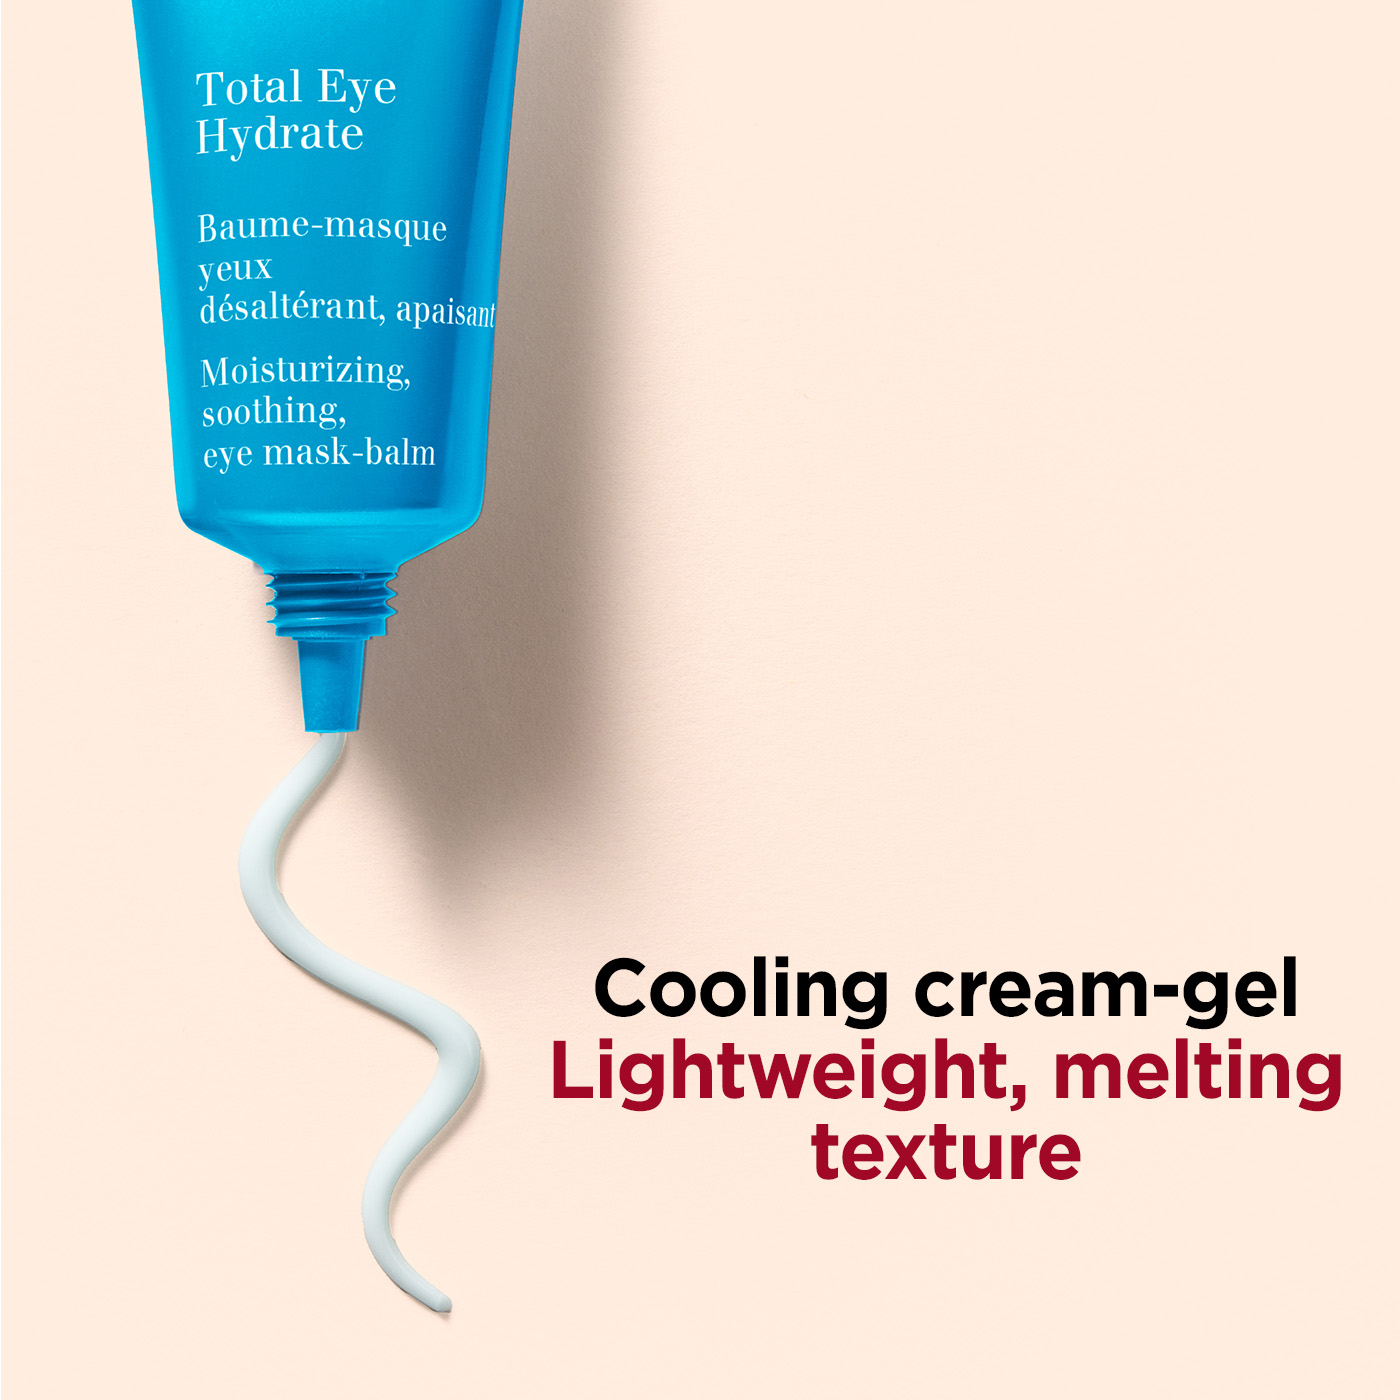 Total Eye
Hydrate
Baume-masque
yeux
désaltérant, apaisant
Moisturizing,
soothing,
eye mask-balm
Cooling cream-gel
Lightweight, melting
texture